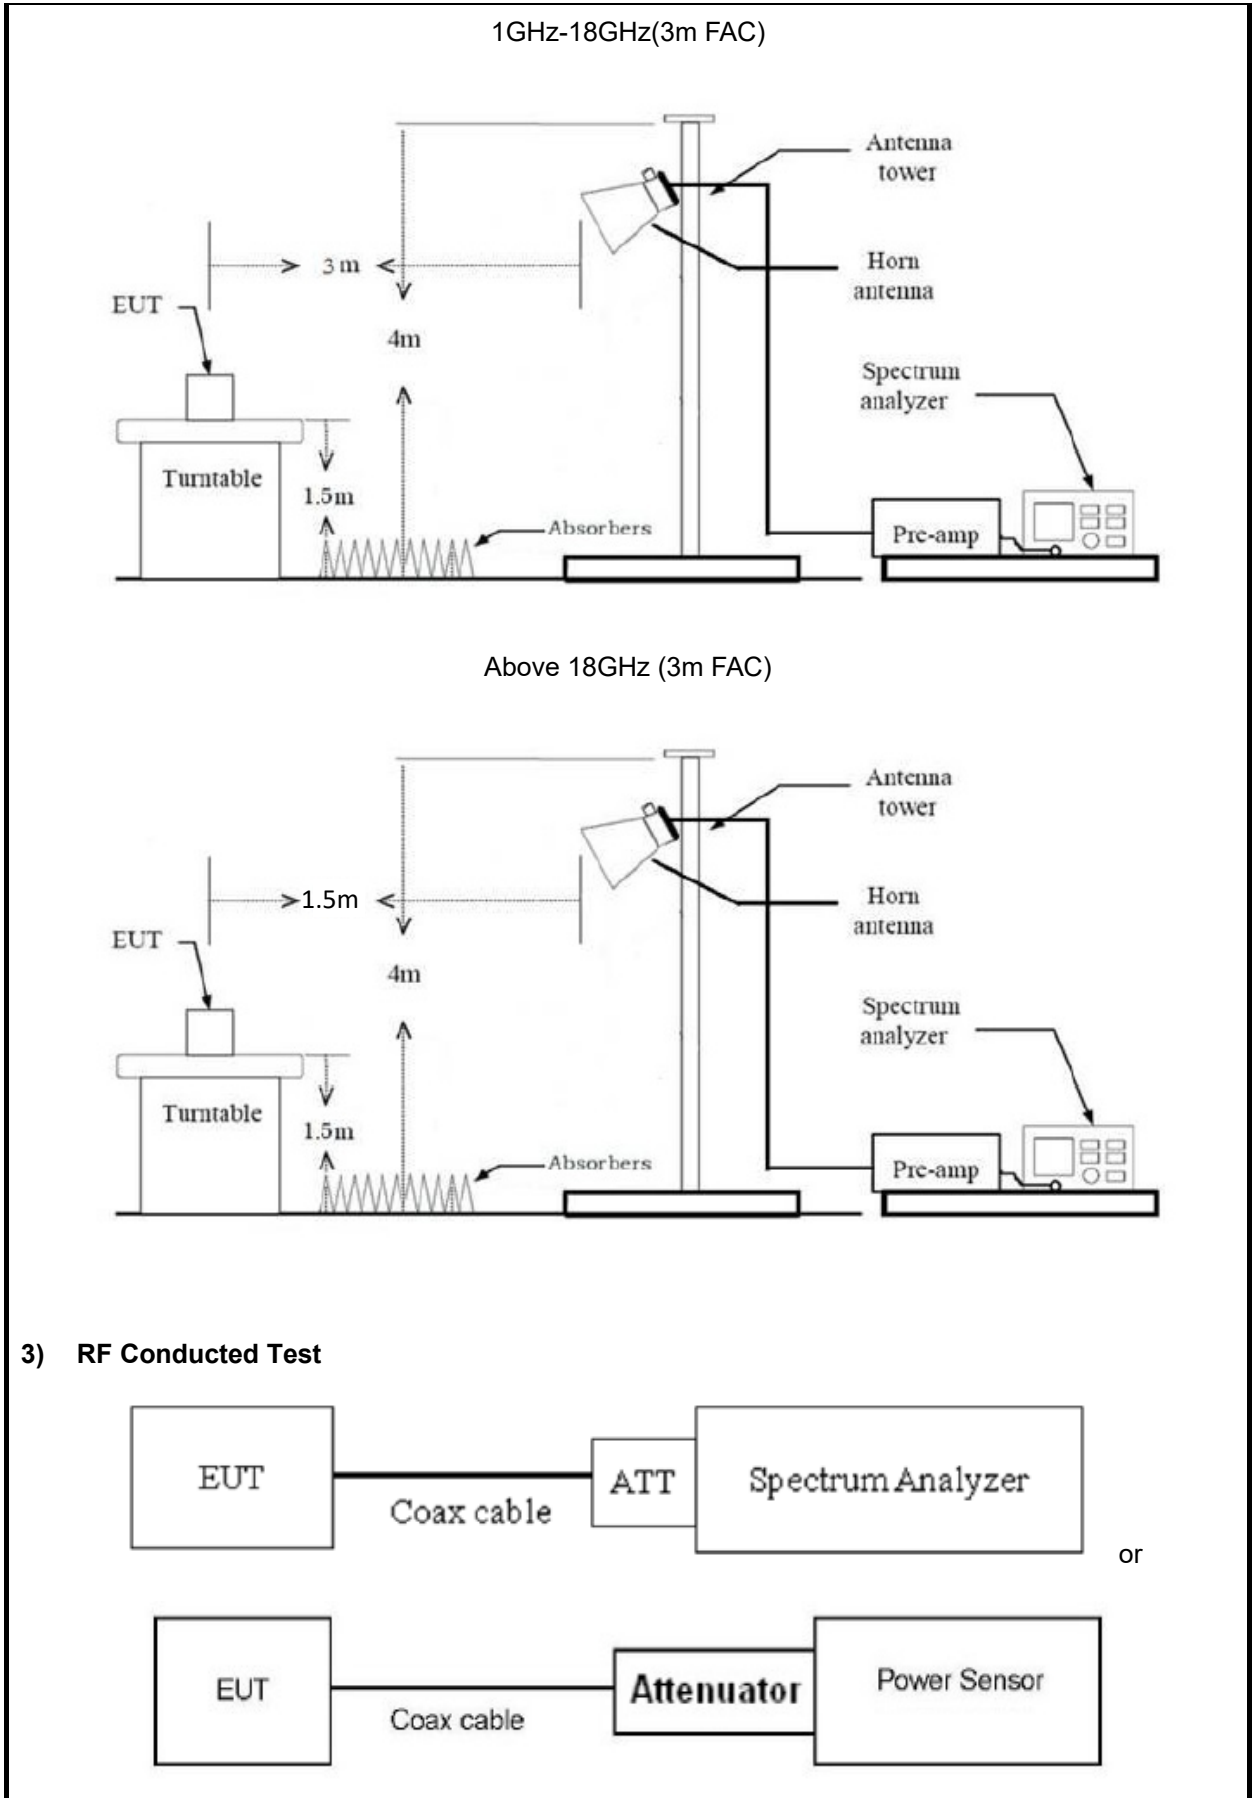 1GHz-18GHz(3m FAC)
Antenna
tower
3m
Horn
antenna
EUT
4m
Spectrum
analyzer
Turntable
1.5m
Absorbers
Pre-amp
Above 18GHz (3m FAC)
Antenna
tower
1.5m
Horn
antenna
EUT
4m
Spectrum
analyzer
Turntable
1.5m
Absorbers
Pre-amp
3) RF Conducted Test
EUT
ATT
Spectrum Analyzer
Coax cable
or
EUT
Attenuator
Power Sensor
Coax cable